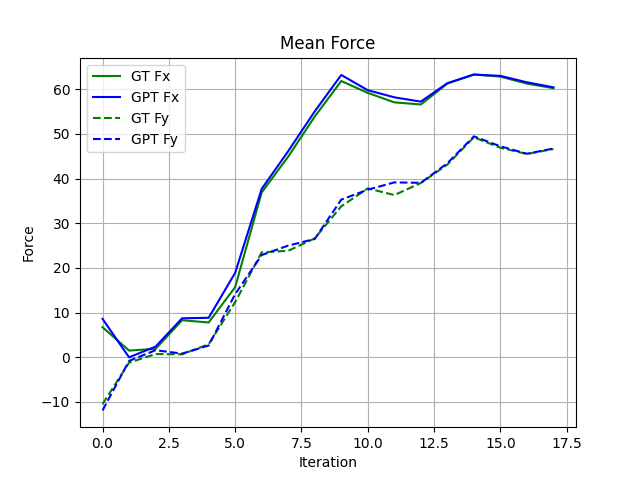 Mean Force
GT Fx
GPT Fx
GT Fy
GPT Fy
60
50
40
30
20
10
0
−10
Force
0.0 2.5 5.0 7.5 10.0 12.5 15.0 17.5
Iteration